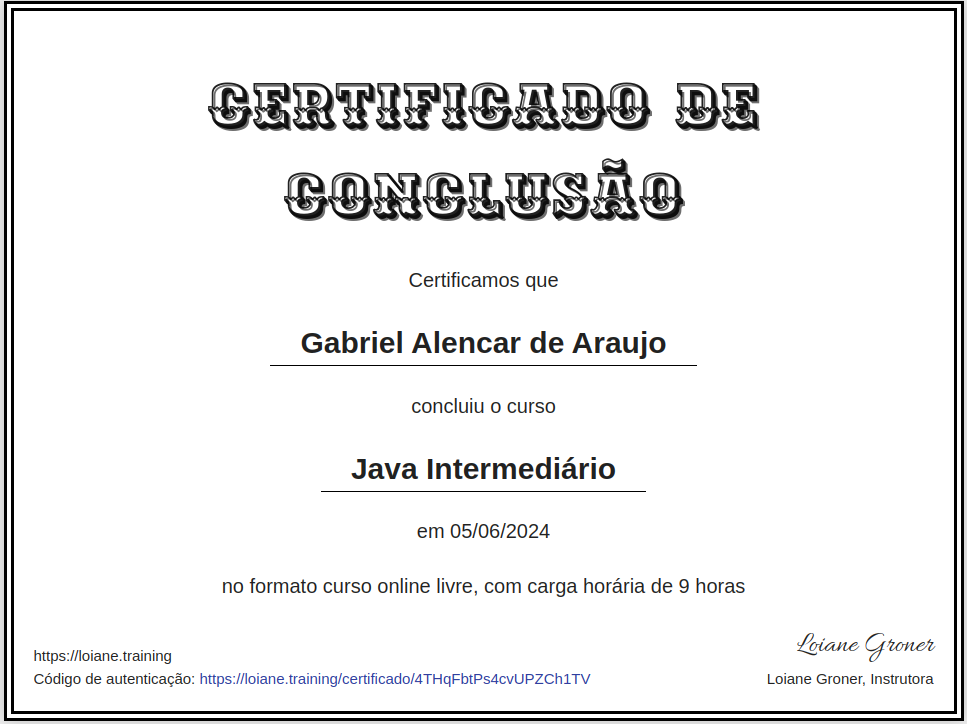 CERTIFICADO DE
CONCLUSÃO
Certificamos que
Gabriel Alencar de Araujo
concluiu o curso
Java Intermediário
em 05/06/2024
no formato curso online livre, com carga horária de 9 horas
Loiane Groner
https://loiane.training
Código de autenticação: https://loiane.training/certificado/4THqFbtPs4cvUPZCh1TV
Loiane Groner, Instrutora